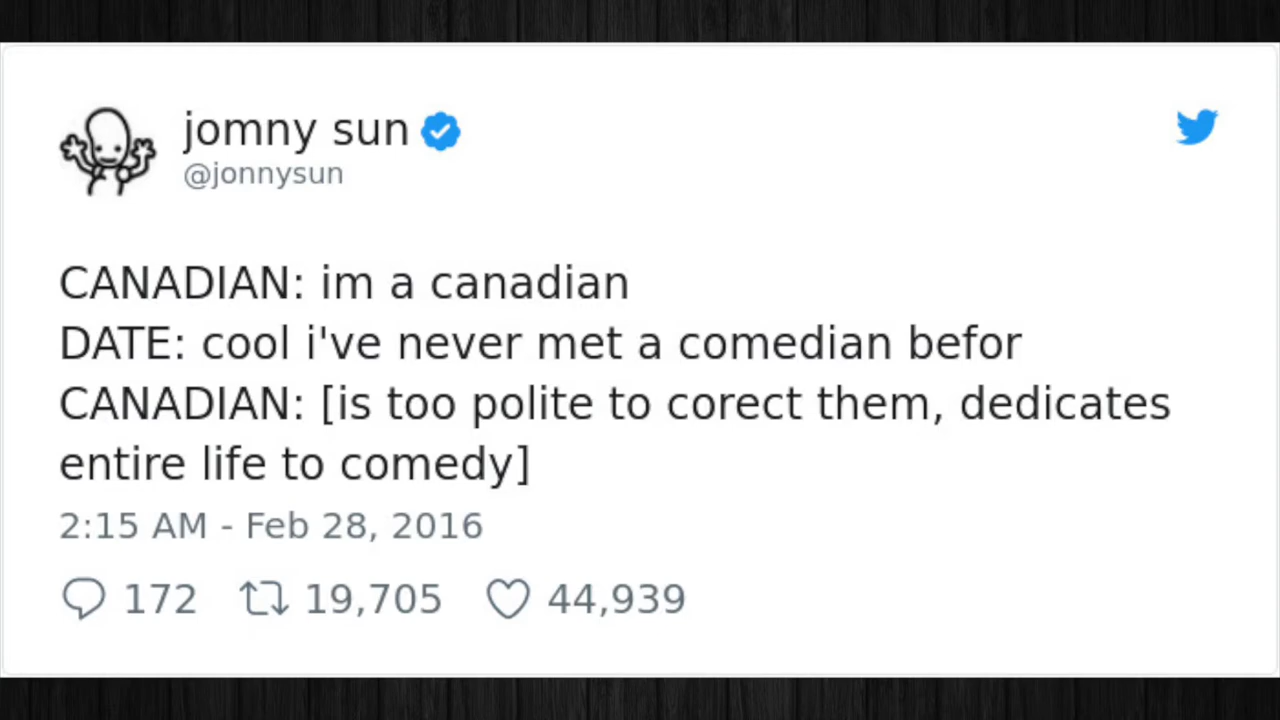 jomny sun
@jonnysun
CANADIAN: im a canadian
DATE: cool i've never met a comedian befor
CANADIAN: [is too polite to corect them, dedicates
entire life to comedy]
2:15 AM - Feb 28, 2016
172 19,705 44,939